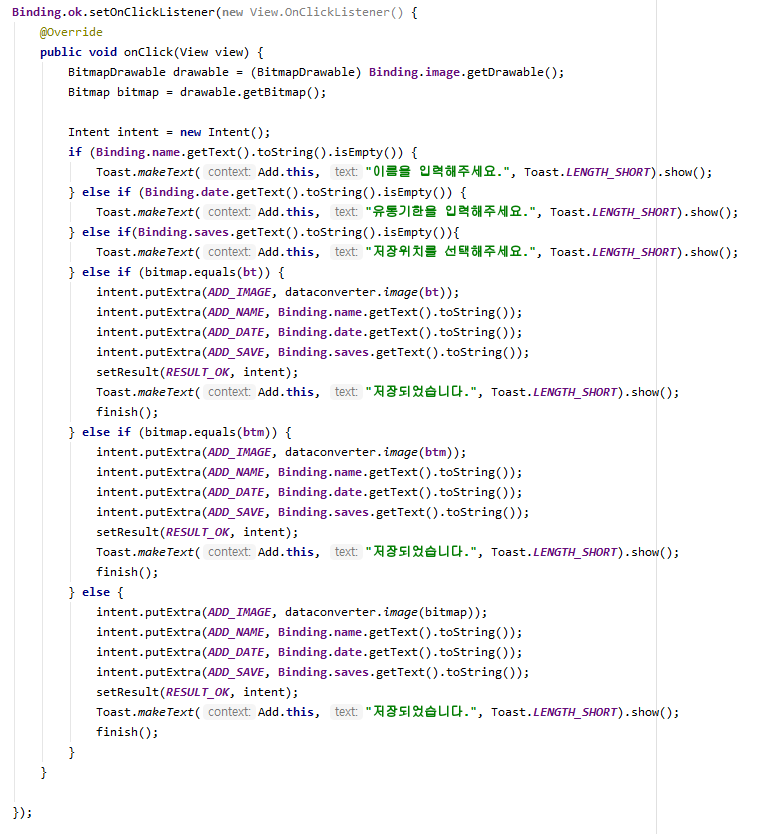 Binding.ok.setOnClickListener(new View.OnClickListener() {
@Override
public void onClick(View view) {
BitmapDrawable drawable = (BitmapDrawable) Binding.image.getDrawable();
Bitmap bitmap = drawable.getBitmap();
Intent intent = new Intent();
if (Binding.name.getText().toString().isEmpty()) {
Toast.makeText( context: Add.this, text: "이름을 입력해주세요.", Toast.LENGTH_SHORT).show();
} else if (Binding.date.getText().toString().isEmpty()) {
Toast.makeText( context: Add.this, text: "유통기한을 입력해주세요.", Toast.LENGTH_SHORT).show();
} else if(Binding.saves.getText().toString().isEmpty()){
Toast.makeText( context: Add.this, text: "저장위치를 선택해주세요.", Toast.LENGTH_SHORT).show();
} else if (bitmap.equals(bt)) {
intent.putExtra(ADD_IMAGE, dataconverter.image(bt));
intent.putExtra(ADD_NAME, Binding.name.getText().toString());
intent.putExtra(ADD_DATE, Binding.date.getText().toString());
intent.putExtra(ADD_SAVE, Binding.saves.getText().toString());
setResult(RESULT_OK, intent);
Toast.makeText( context: Add.this, text: "저장되었습니다.", Toast.LENGTH_SHORT).show();
finish();
} else if (bitmap.equals(btm)) {
intent.putExtra(ADD_IMAGE, dataconverter.image(btm));
intent.putExtra(ADD_NAME, Binding.name.getText().toString());
intent.putExtra(ADD_DATE, Binding.date.getText().toString());
intent.putExtra(ADD_SAVE, Binding.saves.getText().toString());
setResult(RESULT_OK, intent);
Toast.makeText( context: Add.this, text: "저장되었습니다.", Toast.LENGTH_SHORT).show();
finish();
} else {
intent.putExtra(ADD_IMAGE, dataconverter.image(bitmap));
intent.putExtra(ADD_NAME, Binding.name.getText().toString());
intent.putExtra(ADD_DATE, Binding.date.getText().toString());
intent.putExtra(ADD_SAVE, Binding.saves.getText().toString());
setResult(RESULT_OK, intent);
Toast.makeText( context: Add.this, text: "저장되었습니다.", Toast.LENGTH_SHORT).show();
finish();
}
}
});